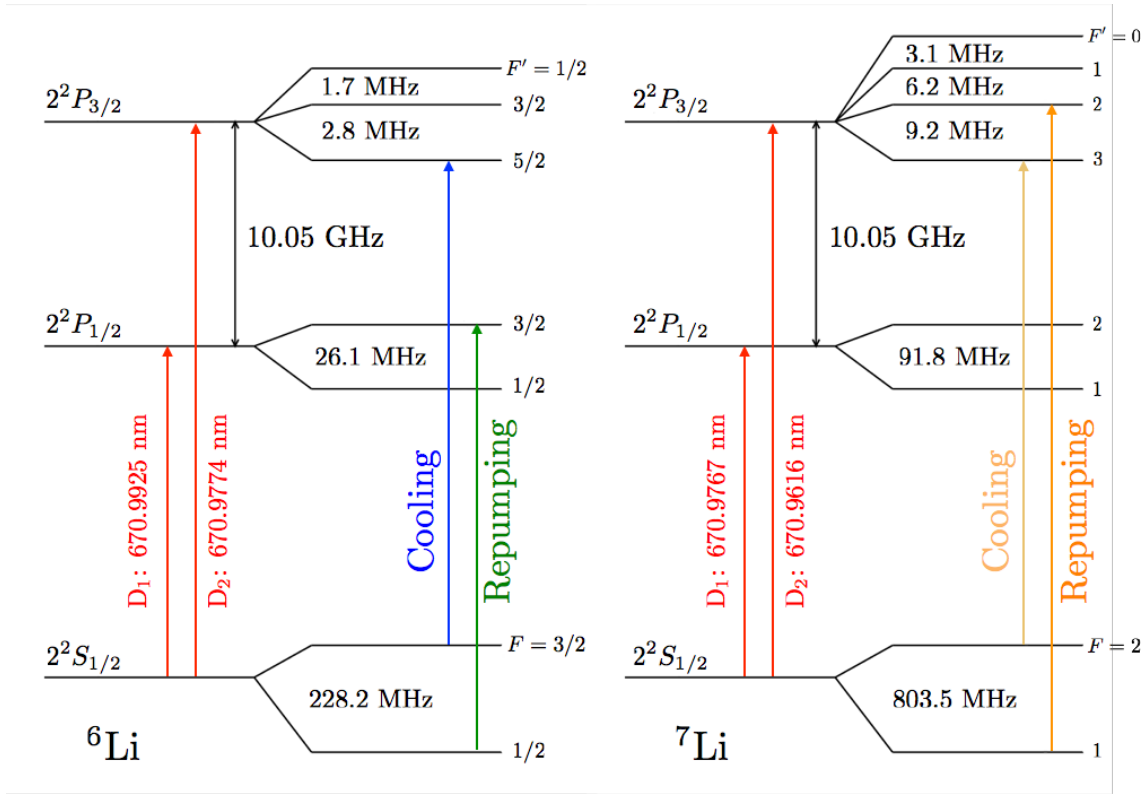 F' = 1/2
1.7 MHz
2²P₃/₂
3/2
2.8 MHz
5/2
10.05 GHz
2²P₁/₂
3/2
26.1 MHz
1/2
D₁: 670.9925 nm
D₂: 670.9774 nm
Cooling
Repumping
2²S₁/₂
F = 3/2
228.2 MHz
⁶Li
1/2
F' = 0
3.1 MHz
1
6.2 MHz
2²P₃/₂
2
9.2 MHz
3
10.05 GHz
2²P₁/₂
2
91.8 MHz
1
D₁: 670.9767 nm
D₂: 670.9616 nm
Cooling
Repumping
2²S₁/₂
F = 2
803.5 MHz
⁷Li
1